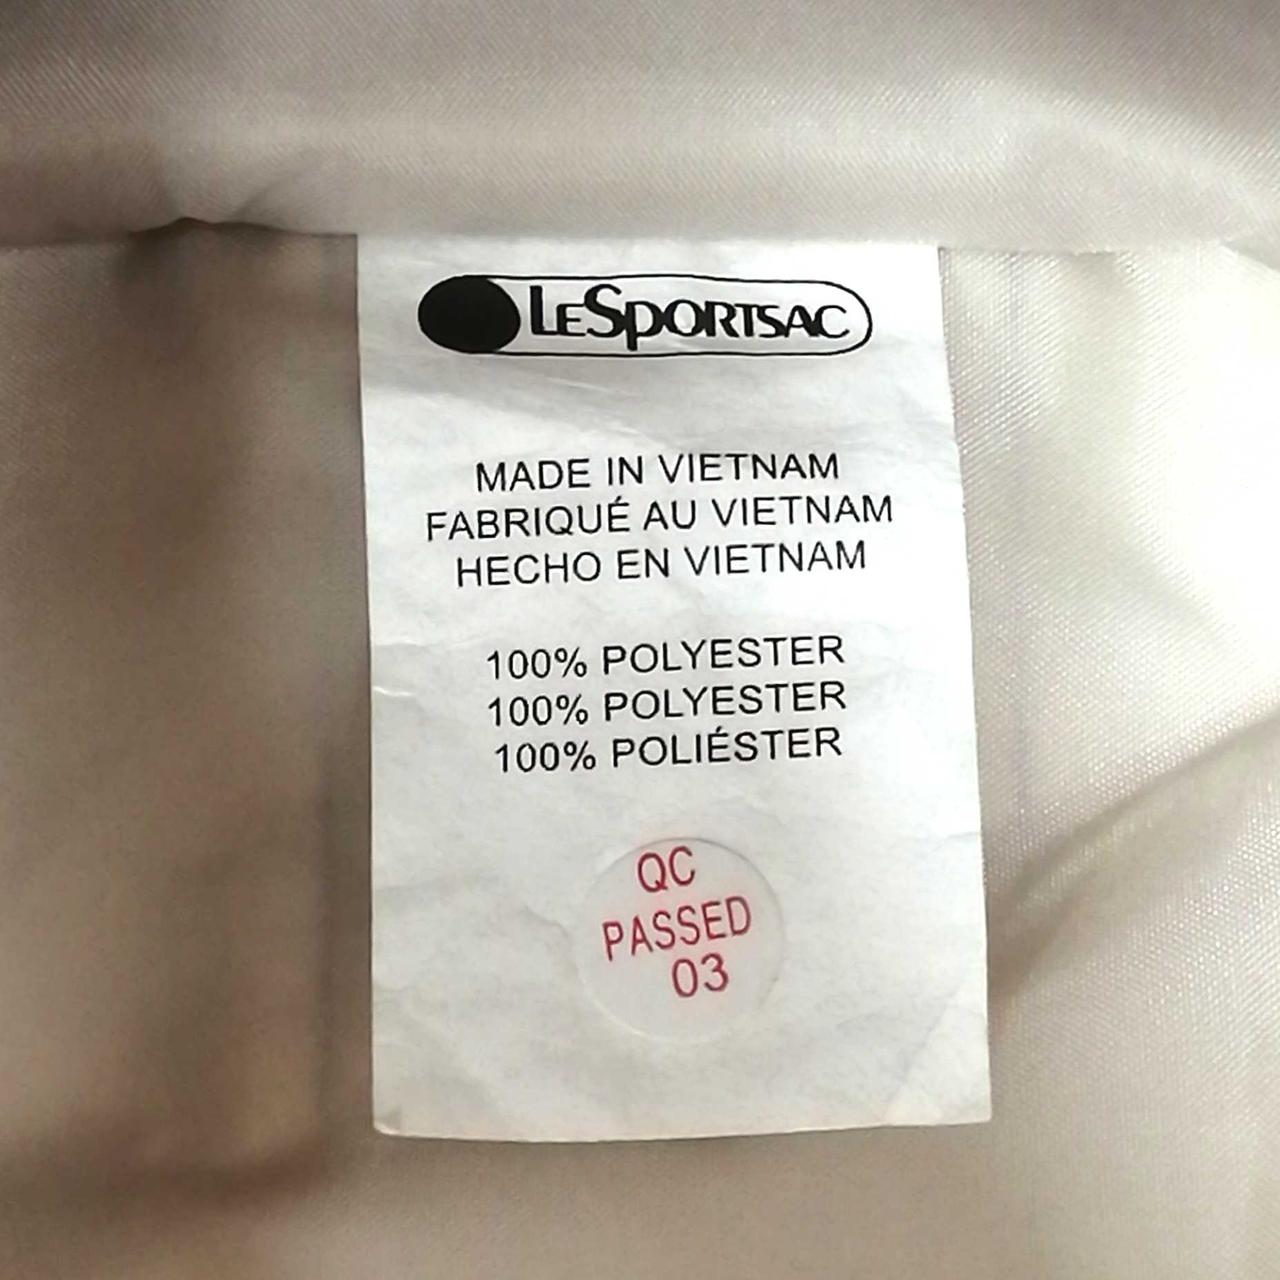 LESPORTSAC
MADE IN VIETNAM
FABRIQUÉ AU VIETNAM
HECHO EN VIETNAM
100% POLYESTER
100% POLYESTER
100% POLIÉSTER
QC
PASSED
03